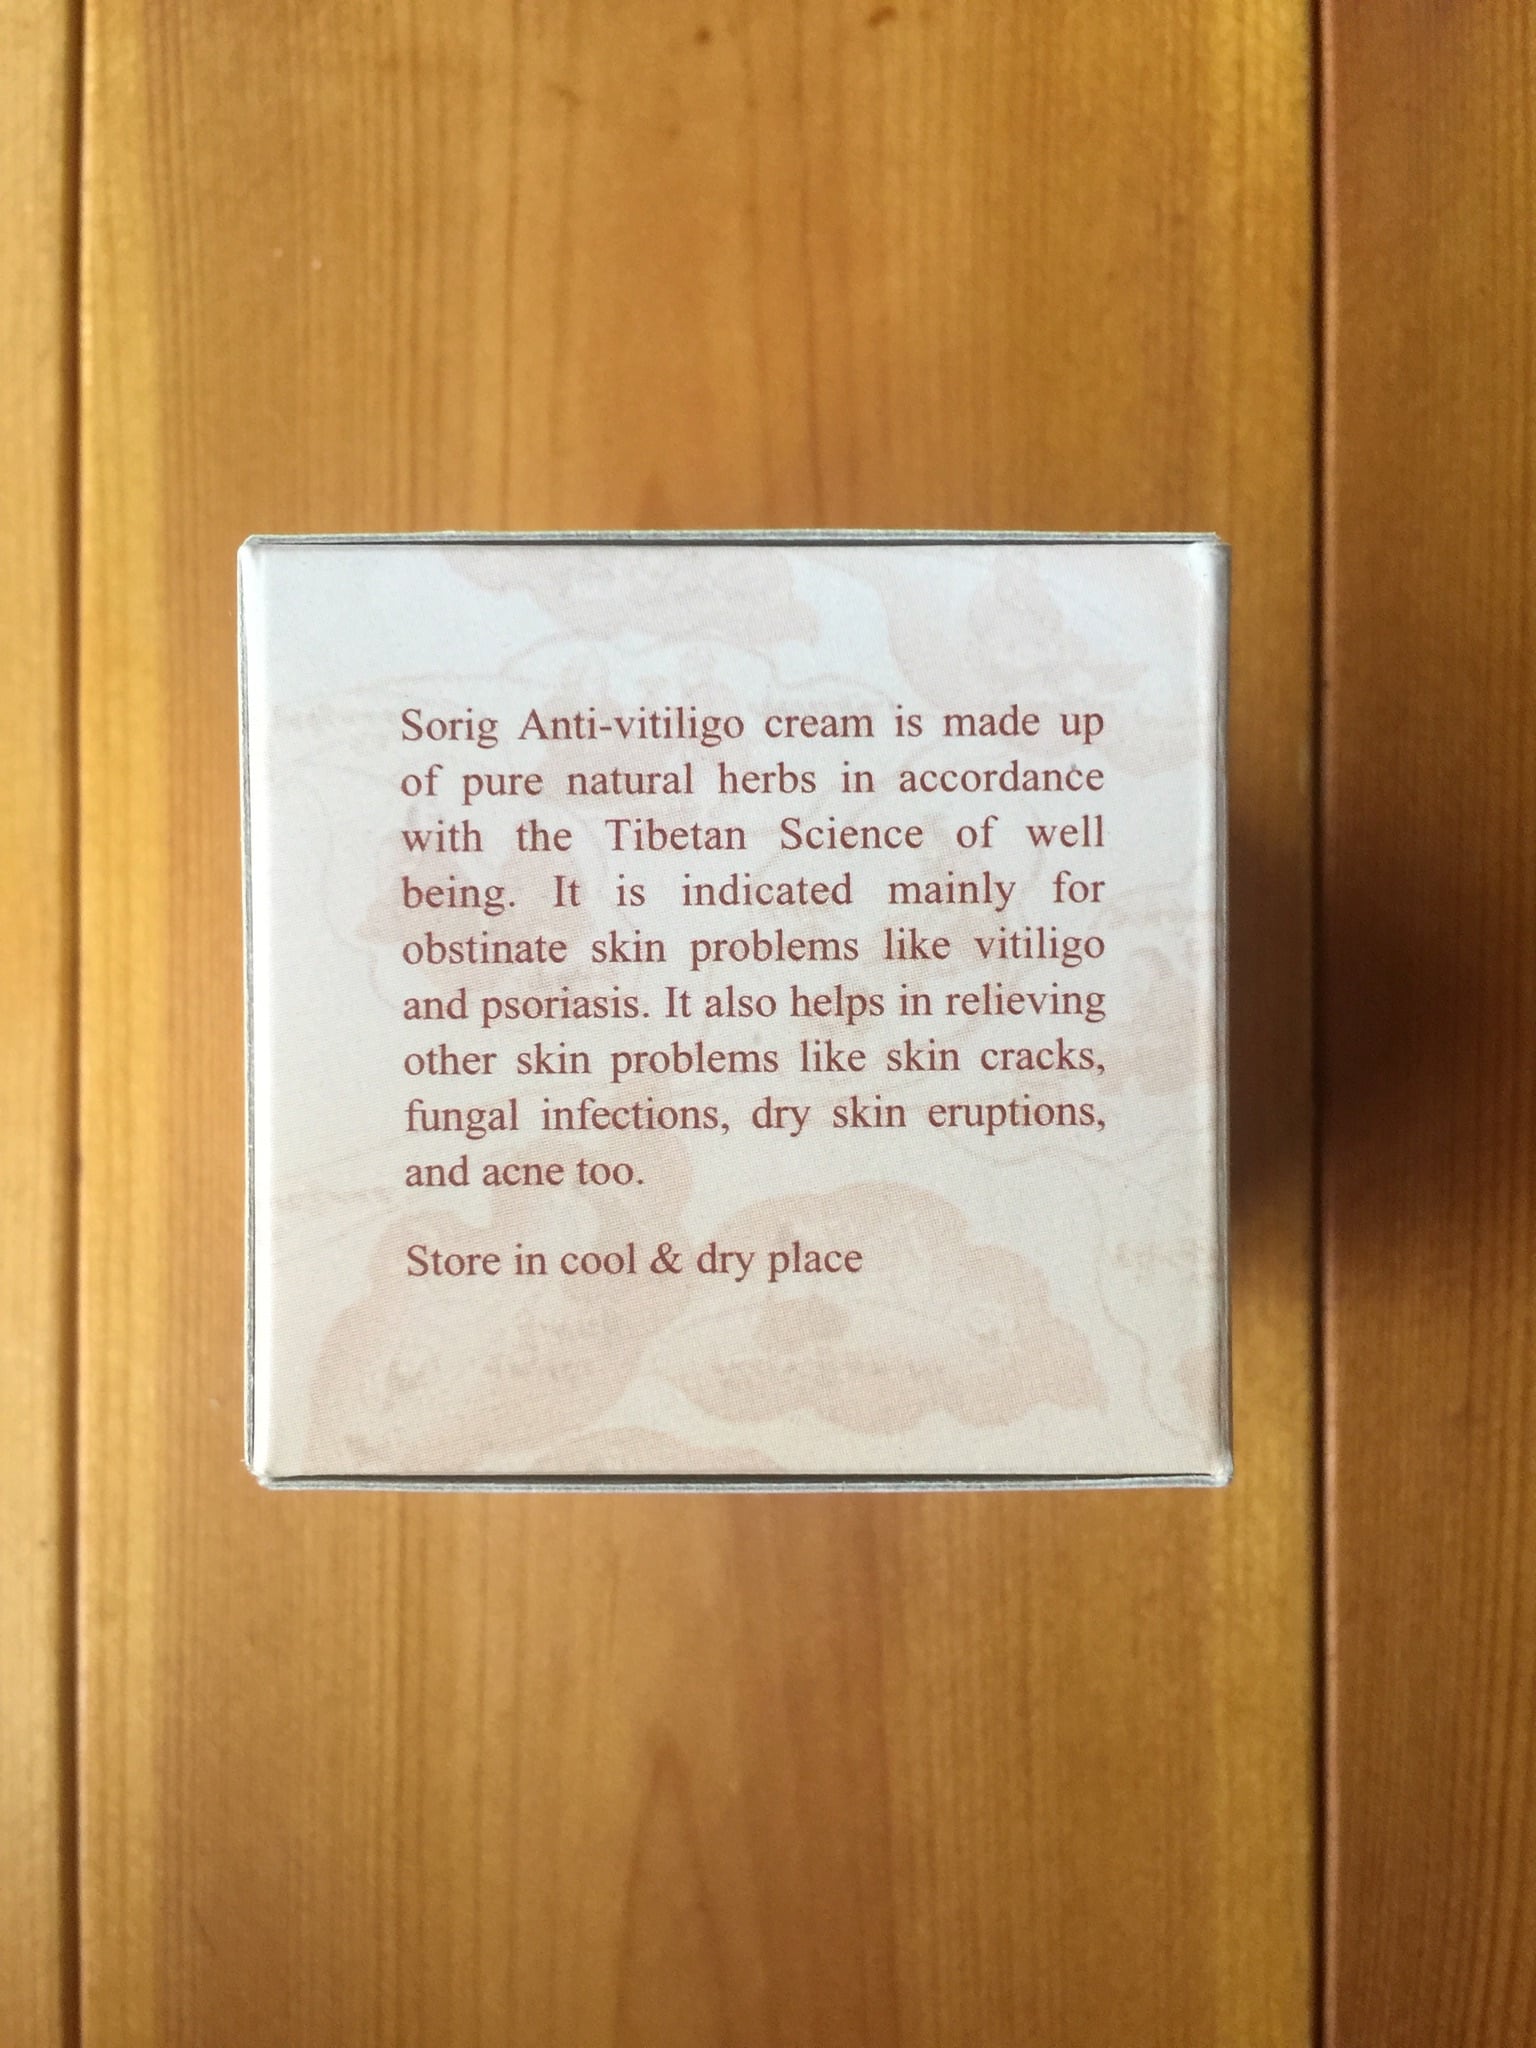 Sorig Anti-vitiligo cream is made up
of pure natural herbs in accordance
with the Tibetan Science of well
being. It is indicated mainly for
obstinate skin problems like vitiligo
and psoriasis. It also helps in relieving
other skin problems like skin cracks,
fungal infections, dry skin eruptions,
and acne too.
Store in cool & dry place